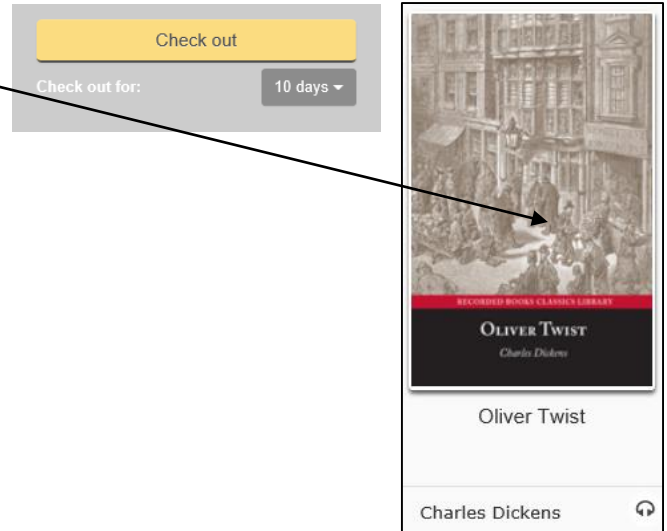 Check out
Check out for:
10 days
RECORDED BOOKS CLASSICS LIBRARY
OLIVER TWIST
Charles Dickens
Oliver Twist
Charles Dickens